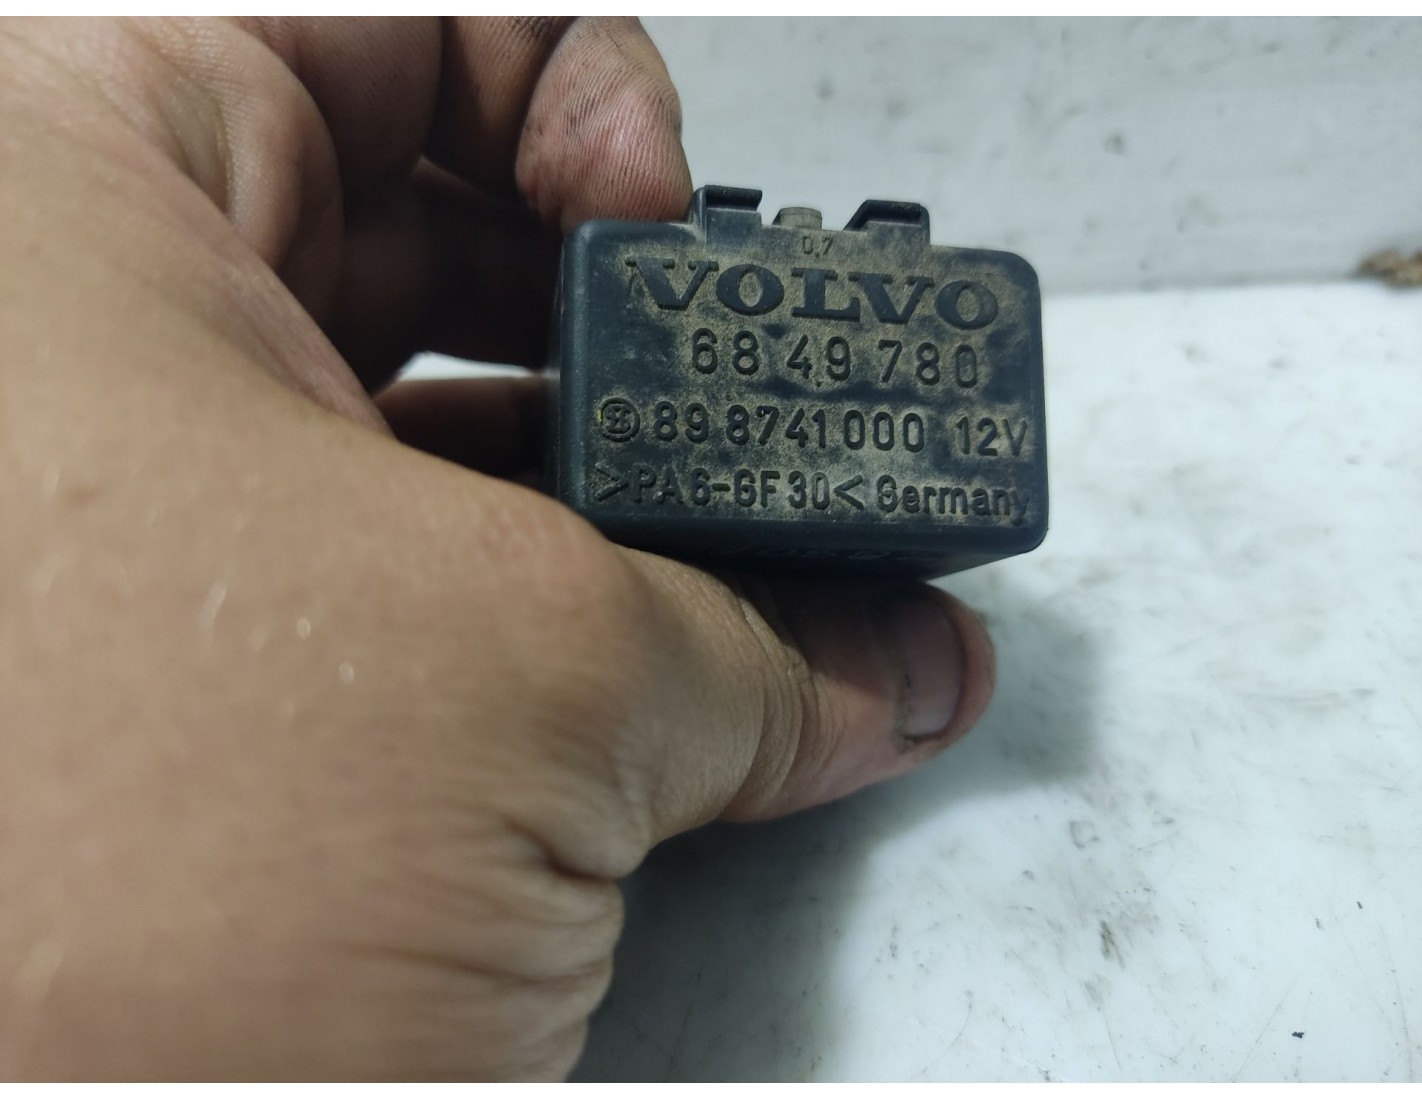 0,7
VOLVO
68 49 780
89 8741 000 12V
>PA6-GF30< Germany